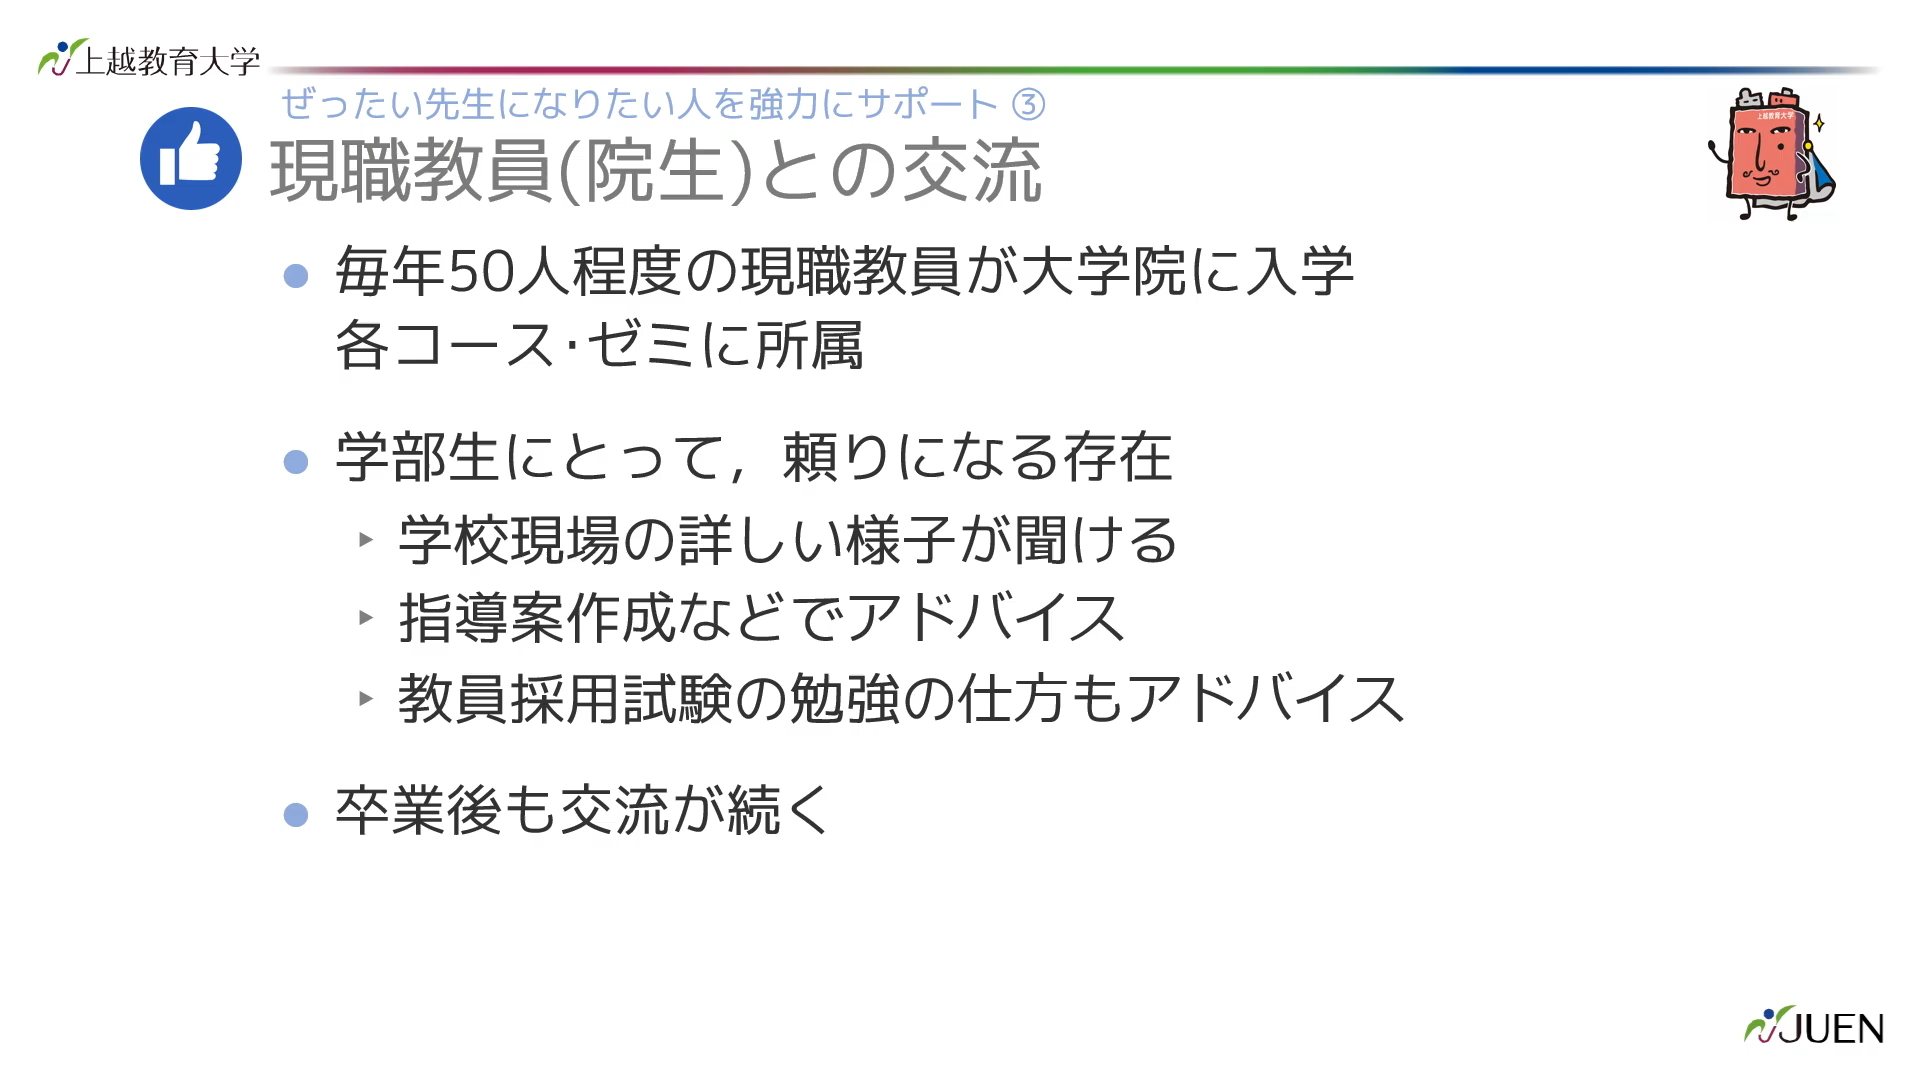 上越教育大学
ぜったい先生になりたい人を強力にサポート ③
現職教員(院生)との交流
上越教育大学
毎年50人程度の現職教員が大学院に入学
各コース・ゼミに所属
学部生にとって，頼りになる存在
学校現場の詳しい様子が聞ける
指導案作成などでアドバイス
教員採用試験の勉強の仕方もアドバイス
卒業後も交流が続く
JUEN